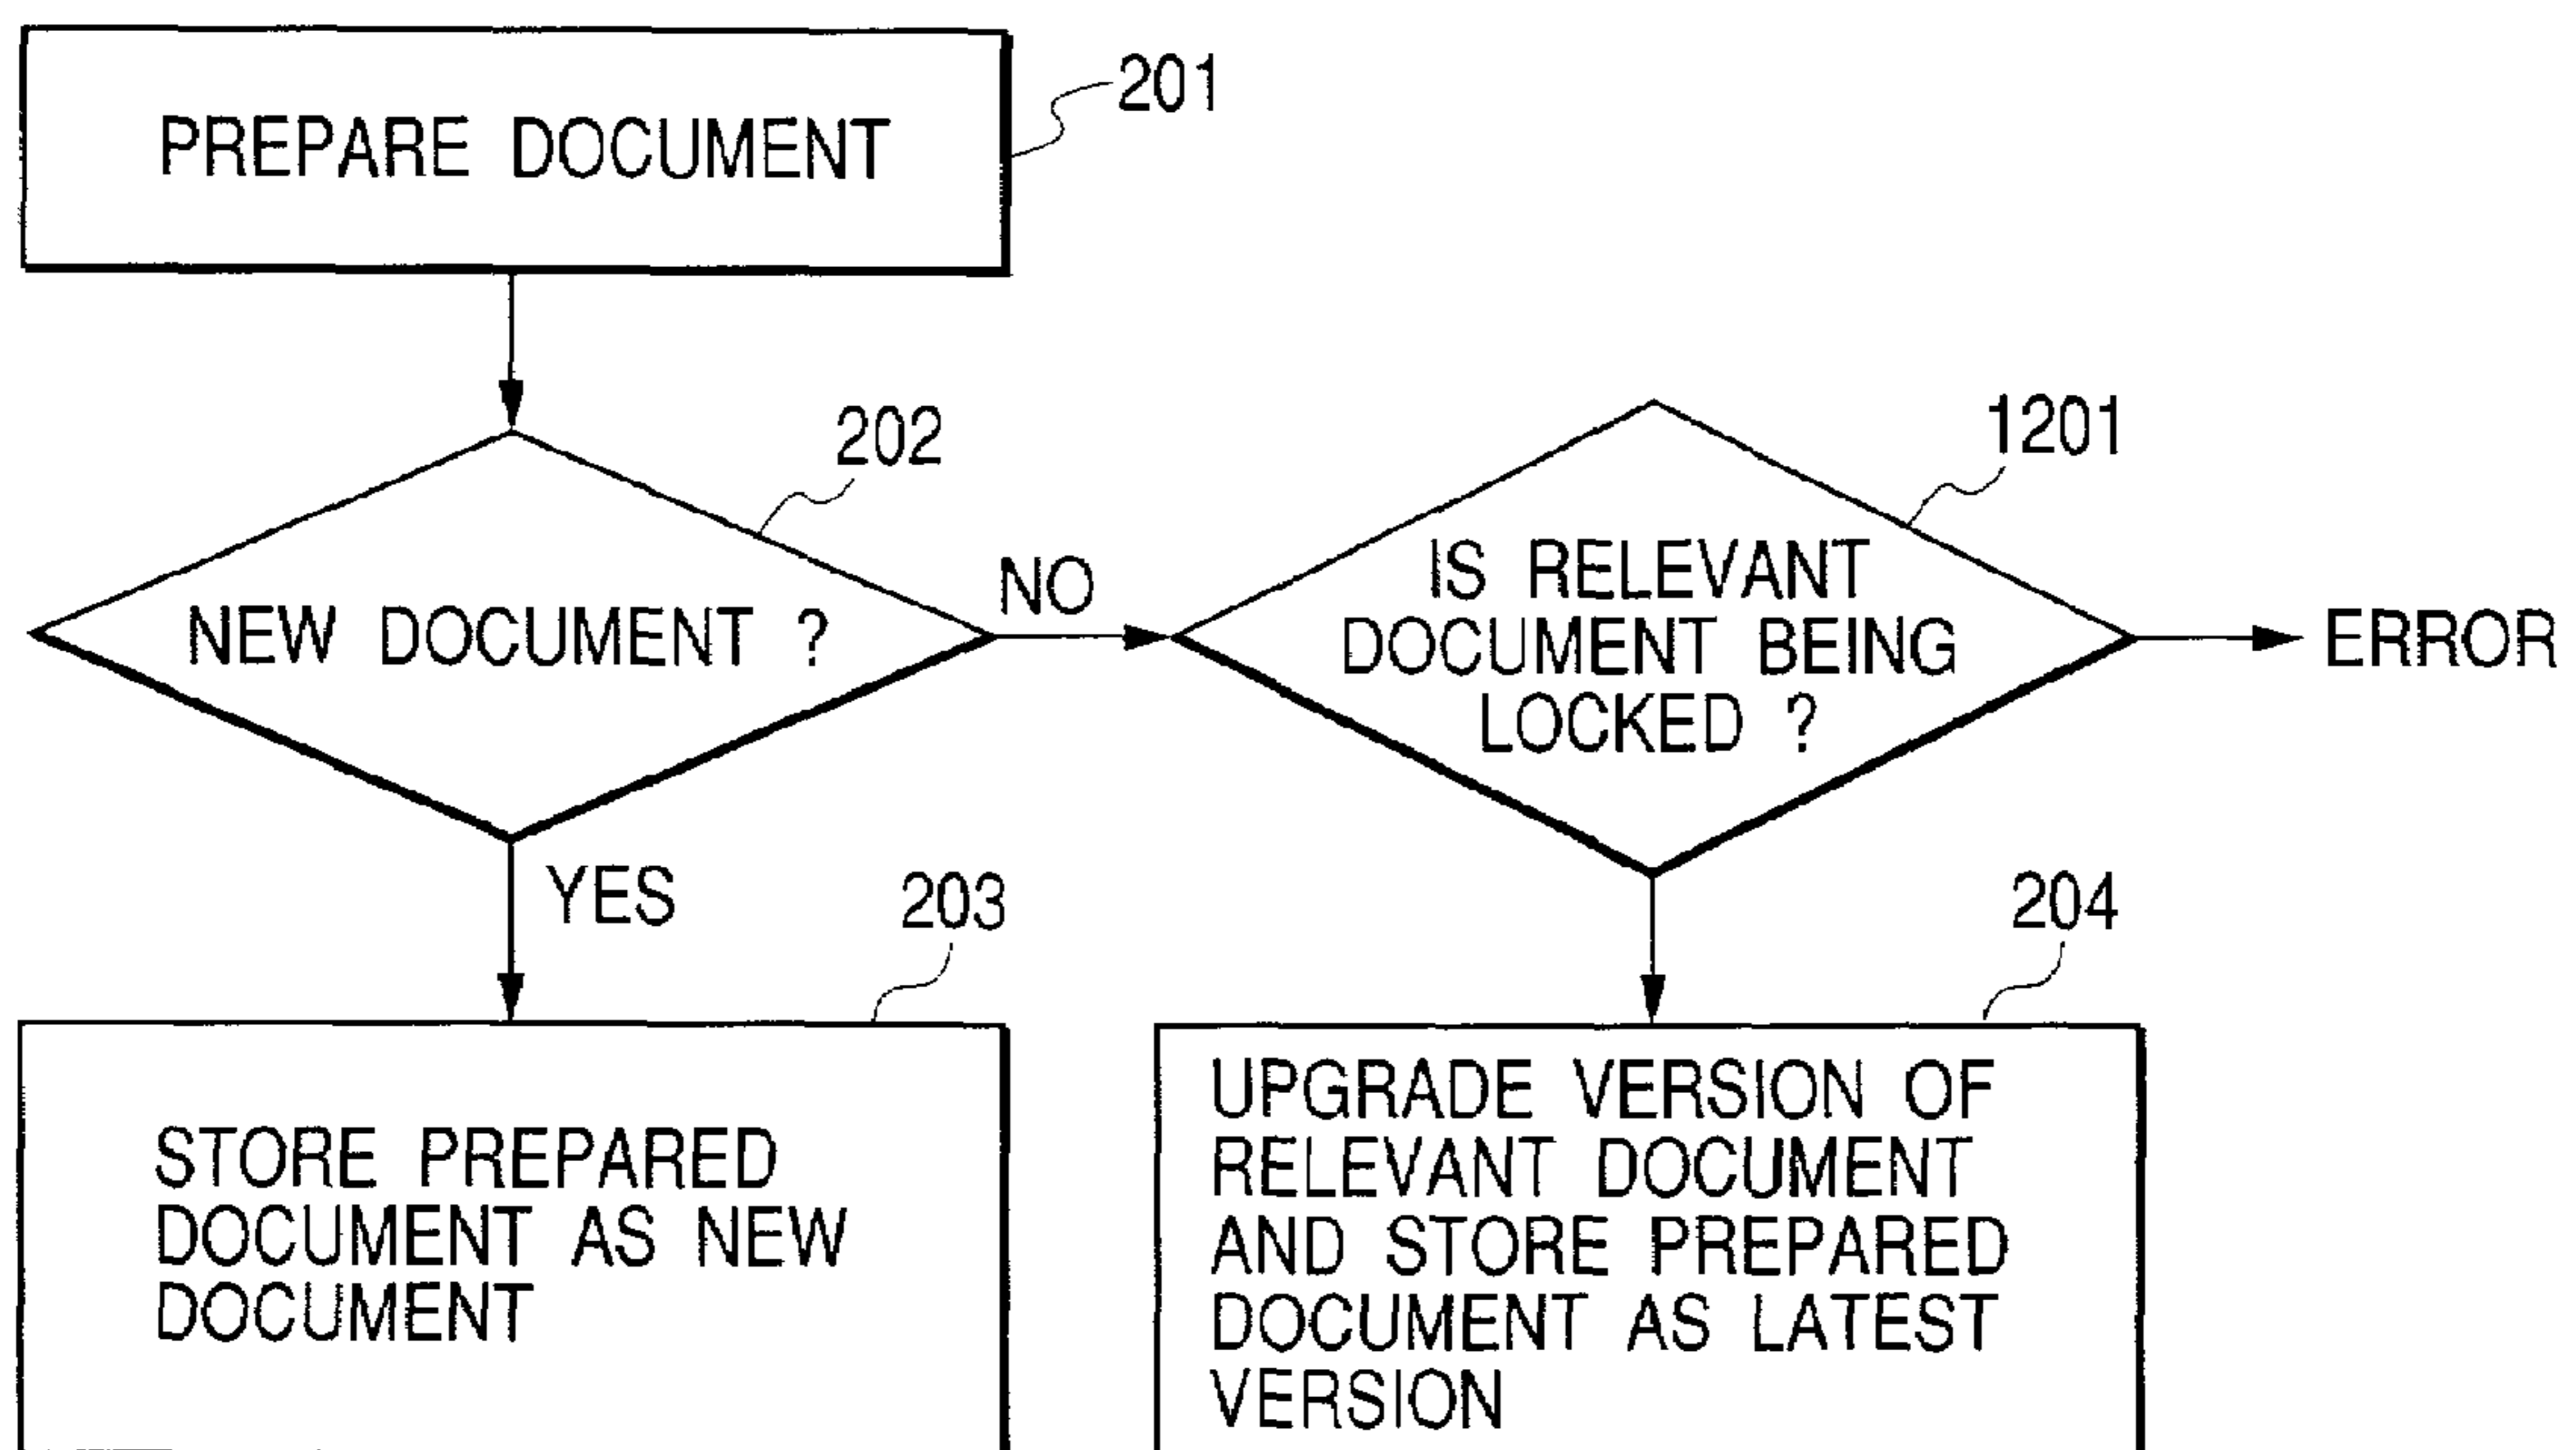 201
PREPARE DOCUMENT
202
NEW DOCUMENT ?
NO
1201
IS RELEVANT
DOCUMENT BEING
LOCKED ?
ERROR
YES
203
STORE PREPARED
DOCUMENT AS NEW
DOCUMENT
204
UPGRADE VERSION OF
RELEVANT DOCUMENT
AND STORE PREPARED
DOCUMENT AS LATEST
VERSION